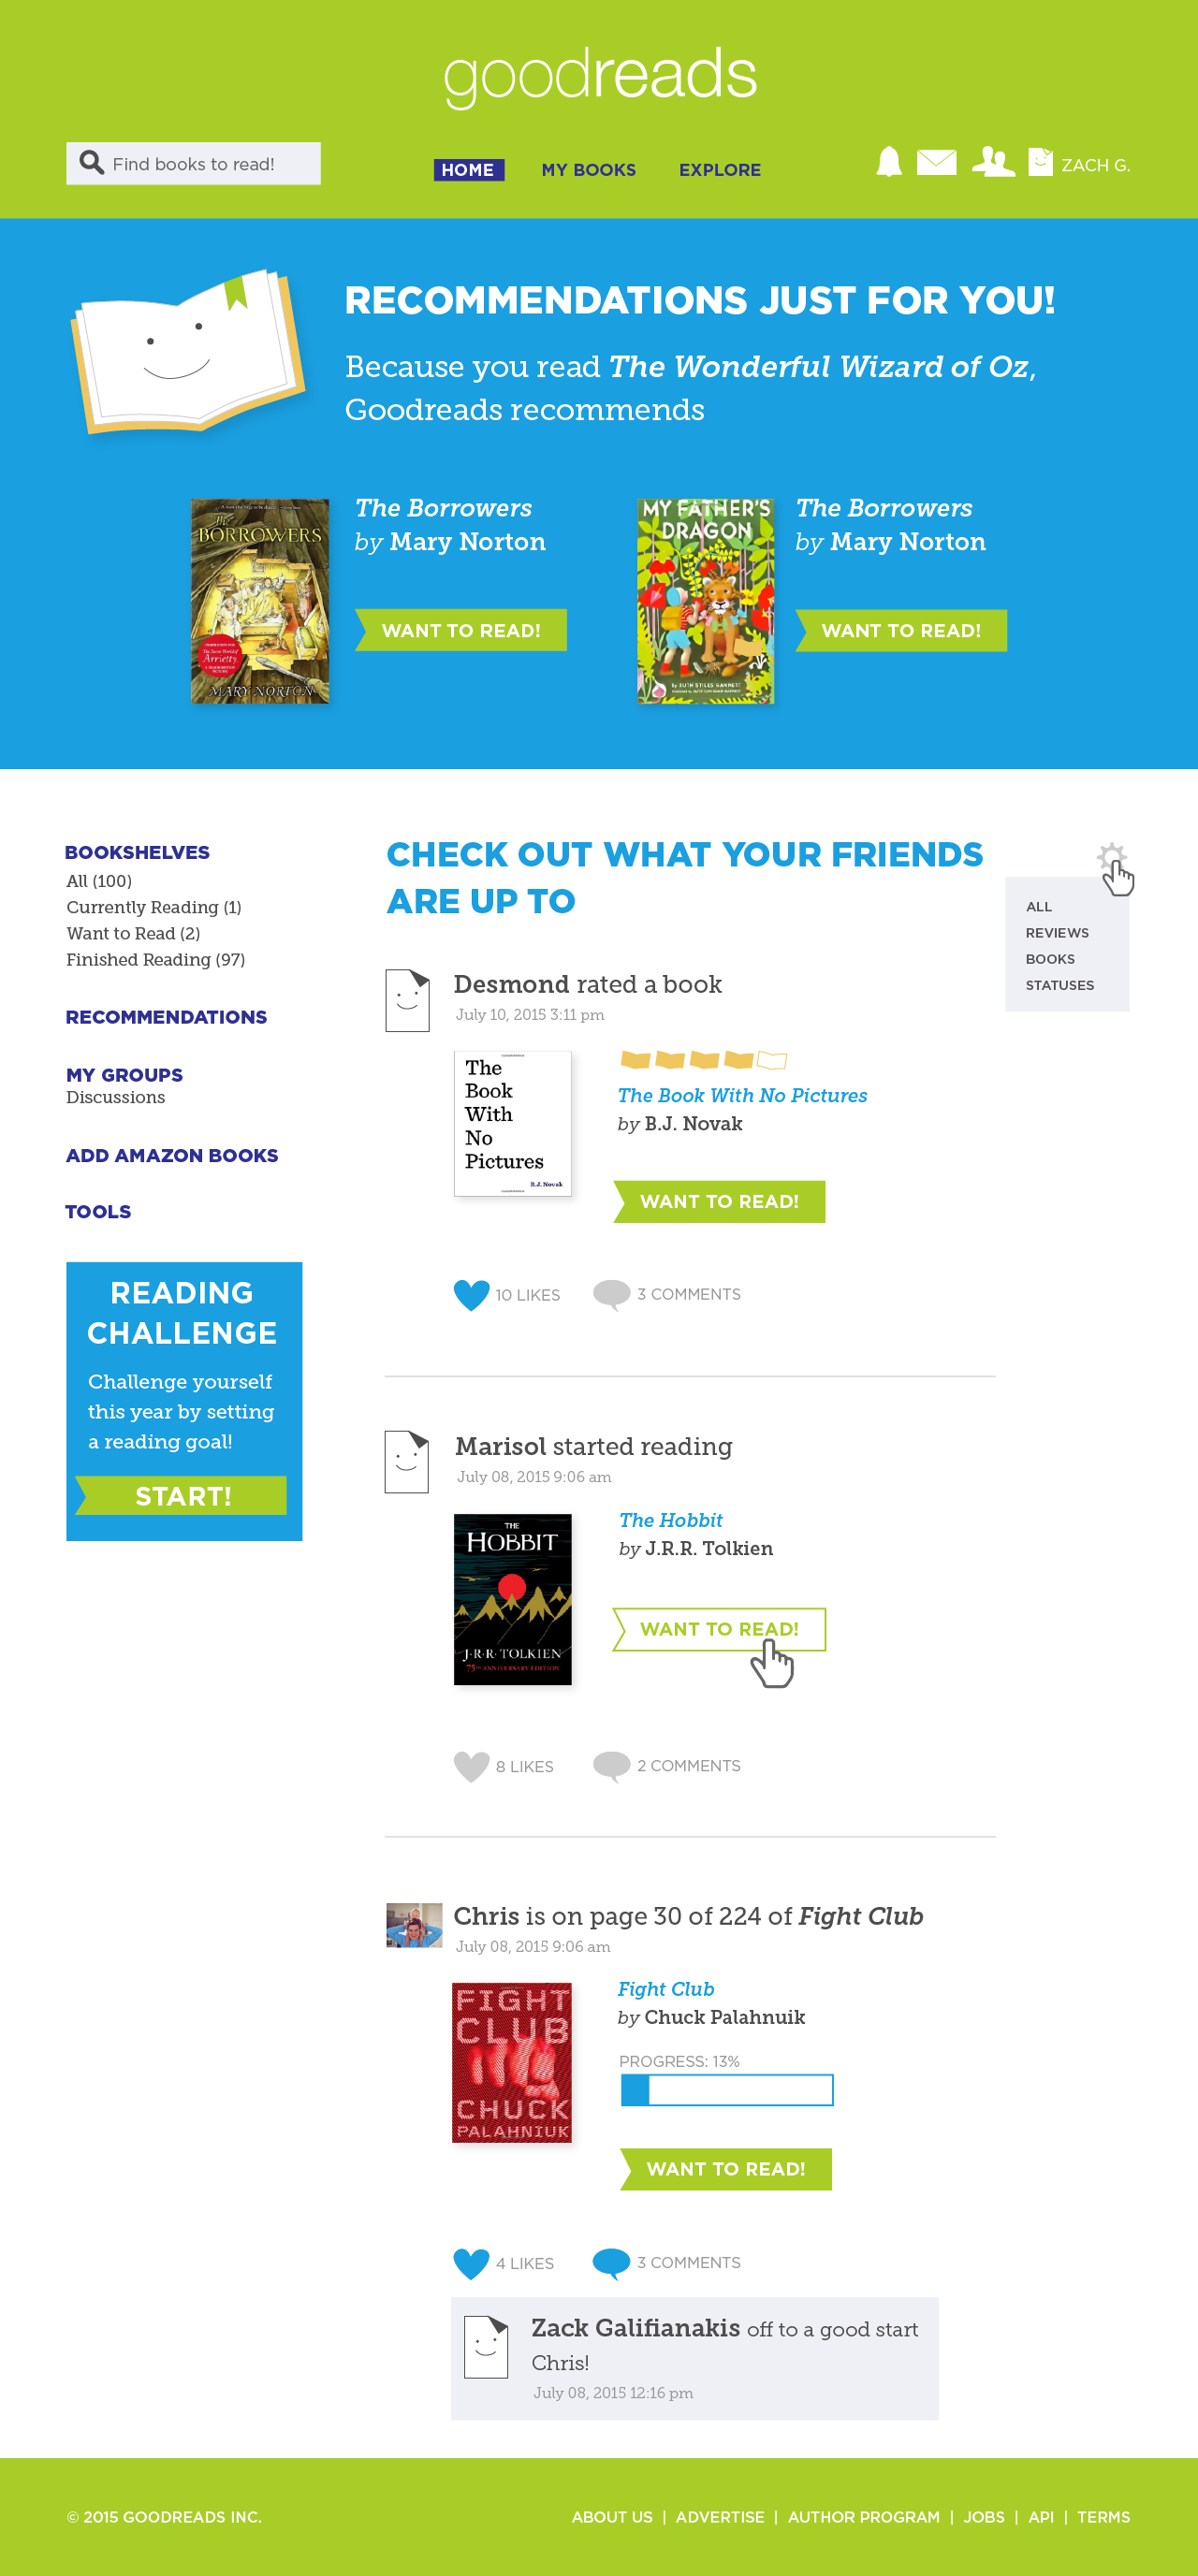 goodreads
Find books to read!
HOME MY BOOKS EXPLORE
ZACH G.
RECOMMENDATIONS JUST FOR YOU!
Because you read The Wonderful Wizard of Oz,
Goodreads recommends
The
BORROWERS
Arrietty
MARY NORTON
The Borrowers
by Mary Norton
WANT TO READ!
MY FATHER'S
DRAGON
by RUTH STILES GANNETT
The Borrowers
by Mary Norton
WANT TO READ!
BOOKSHELVES
All (100)
Currently Reading (1)
Want to Read (2)
Finished Reading (97)
RECOMMENDATIONS
MY GROUPS
Discussions
ADD AMAZON BOOKS
TOOLS
READING
CHALLENGE
Challenge yourself
this year by setting
a reading goal!
START!
CHECK OUT WHAT YOUR FRIENDS
ARE UP TO
ALL
REVIEWS
BOOKS
STATUSES
Desmond rated a book
July 10, 2015 3:11 pm
The
Book
With
No
Pictures
B.J. Novak
The Book With No Pictures
by B.J. Novak
WANT TO READ!
10 LIKES 3 COMMENTS
Marisol started reading
July 08, 2015 9:06 am
THE
HOBBIT
J·R·R·TOLKIEN
75TH ANNIVERSARY EDITION
The Hobbit
by J.R.R. Tolkien
WANT TO READ!
8 LIKES 2 COMMENTS
Chris is on page 30 of 224 of Fight Club
July 08, 2015 9:06 am
FIGHT
CLUB
CHUCK
PALAHNIUK
Fight Club
by Chuck Palahnuik
PROGRESS: 13%
WANT TO READ!
4 LIKES 3 COMMENTS
Zack Galifianakis off to a good start
Chris!
July 08, 2015 12:16 pm
© 2015 GOODREADS INC.
ABOUT US | ADVERTISE | AUTHOR PROGRAM | JOBS | API | TERMS